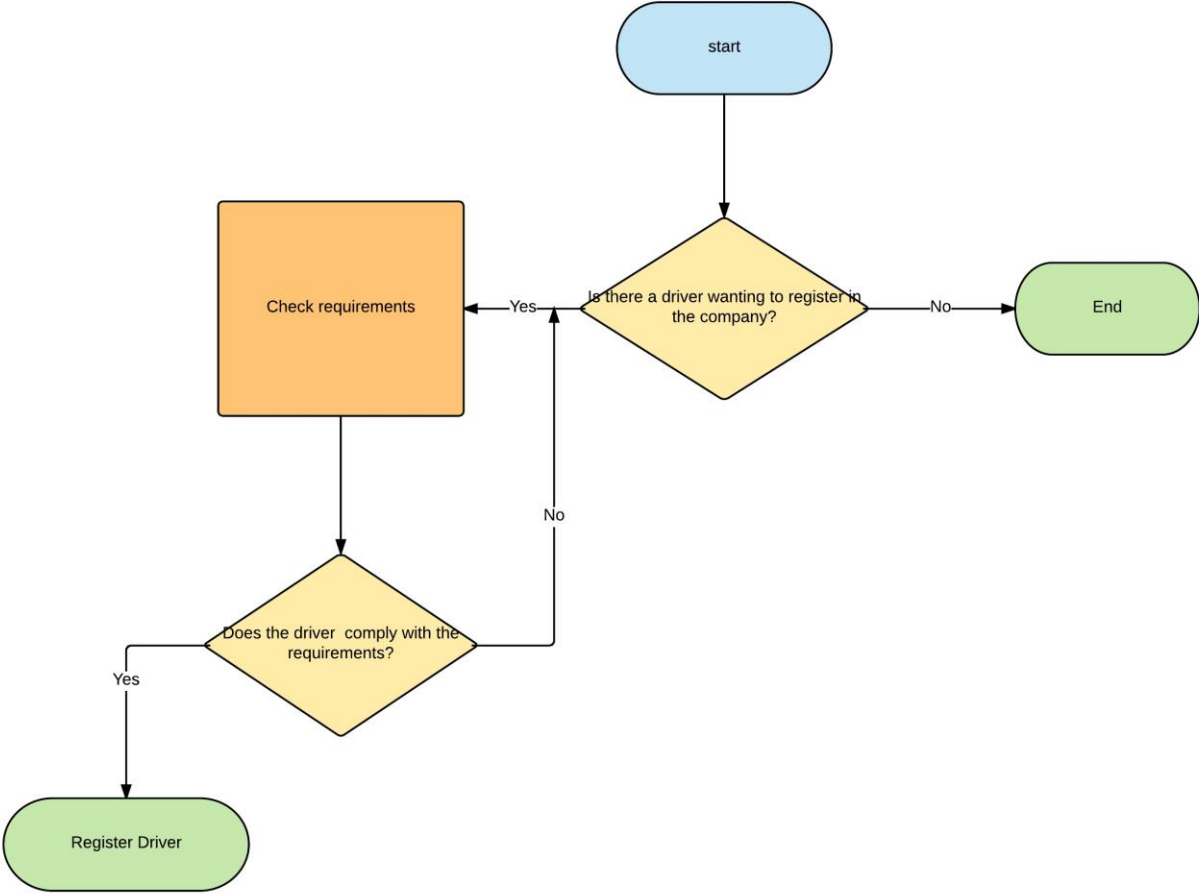 start
Is there a driver wanting to register in
the company?
Yes
No
Check requirements
End
No
Does the driver  comply with the
requirements?
Yes
Register Driver